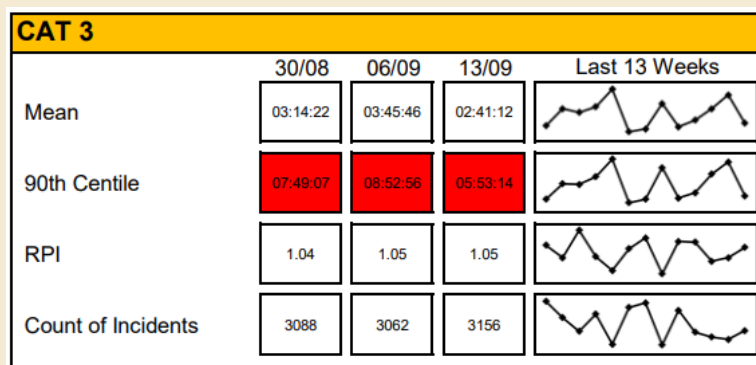 CAT 3
30/08 06/09 13/09 Last 13 Weeks
Mean 03:14:22 03:45:46 02:41:12
90th Centile 07:49:07 08:52:56 05:53:14
RPI 1.04 1.05 1.05
Count of Incidents 3088 3062 3156